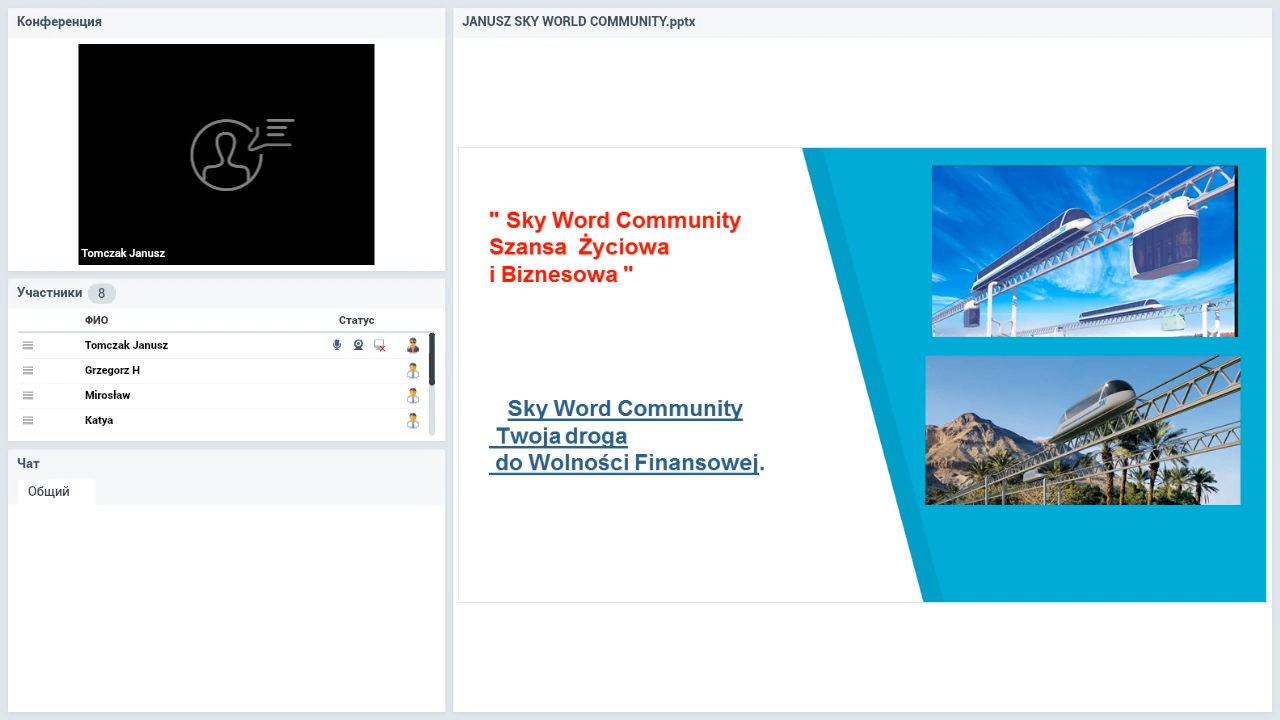 Конференция
Tomczak Janusz
Участники 8
ФИО Статус
Tomczak Janusz
Grzegorz H
Mirosław
Katya
Чат
Общий
JANUSZ SKY WORLD COMMUNITY.pptx
" Sky Word Community
Szansa Życiowa
i Biznesowa "
Sky Word Community
Twoja droga
do Wolności Finansowej.